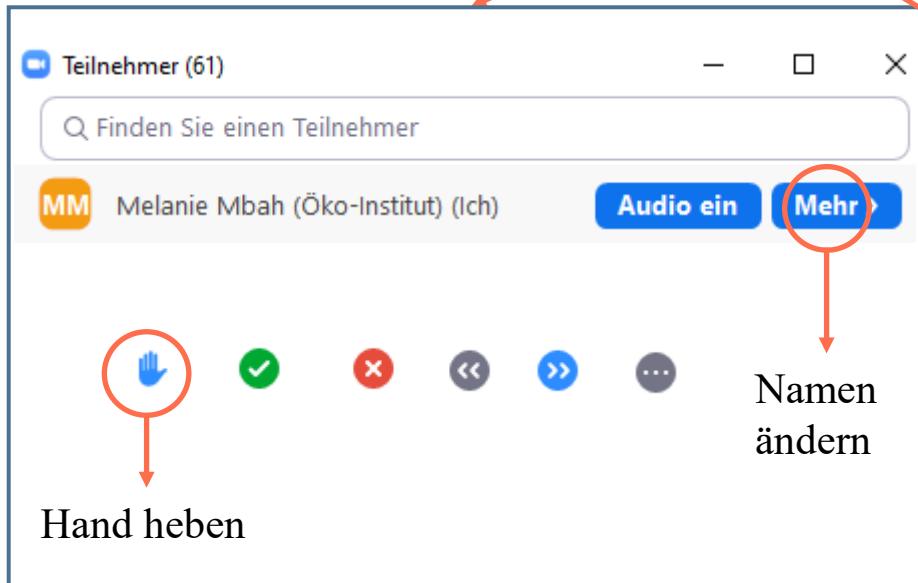 Teilnehmer (61)
Finden Sie einen Teilnehmer
MM Melanie Mbah (Öko-Institut) (Ich) Audio ein Mehr >
Namen
ändern
Hand heben